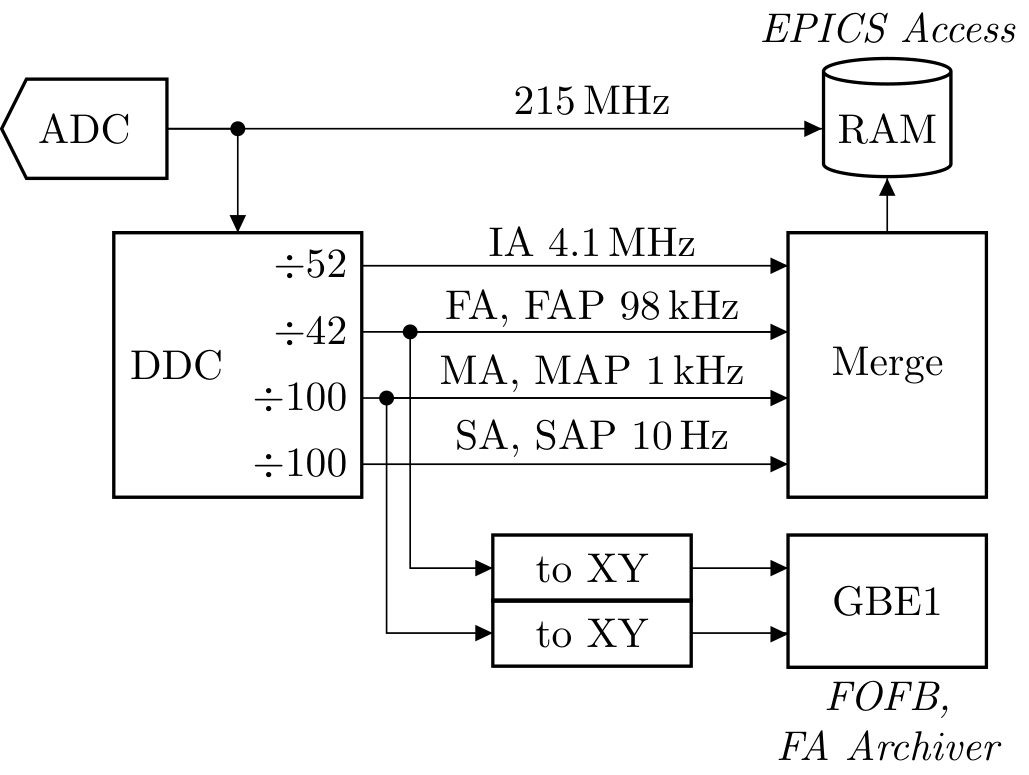 EPICS Access
ADC
215 MHz
RAM
÷52
IA 4.1 MHz
÷42
FA, FAP 98 kHz
DDC
Merge
÷100
MA, MAP 1 kHz
÷100
SA, SAP 10 Hz
to XY
to XY
GBE1
FOFB,
FA Archiver